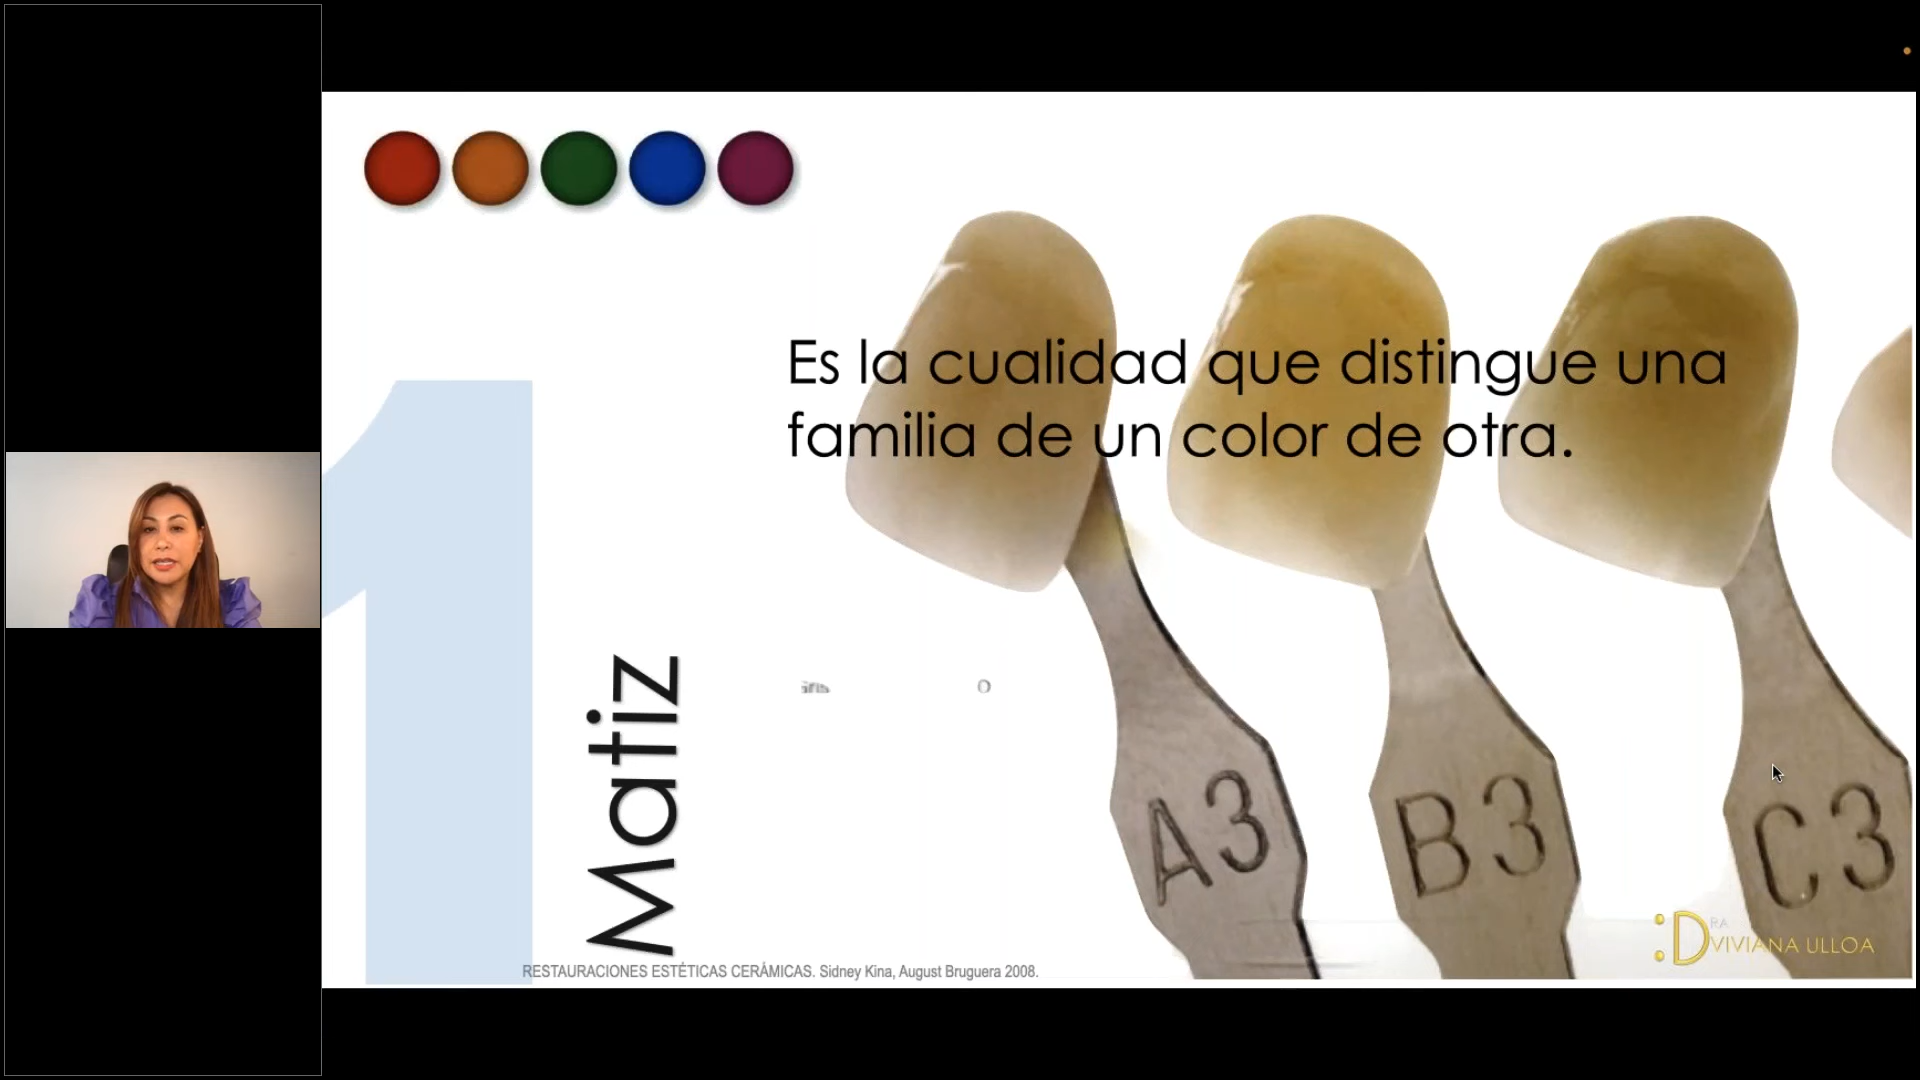 Es la cualidad que distingue una
familia de un color de otra.
1
Matiz
A3
B3
C3
RESTAURACIONES ESTÉTICAS CERÁMICAS. Sidney Kina, August Bruguera 2008.
:DRA
VIVIANA ULLOA